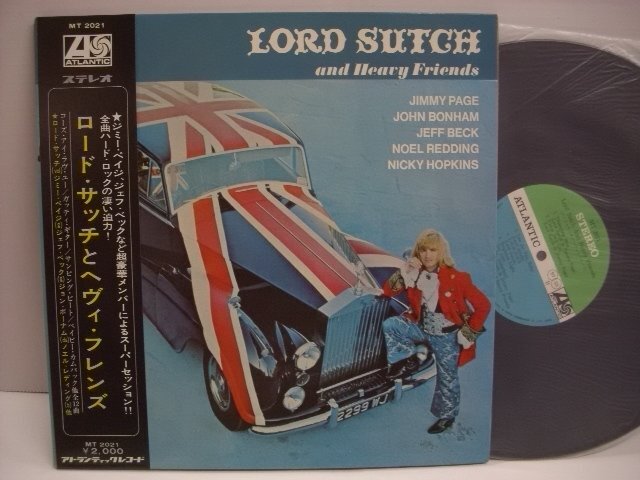 MT 2021
ATLANTIC
ステレオ
★ジミー・ペイジ、ジェフ・ベックなど超豪華メンバーによるスーパーセッション!!
全曲ハード・ロックの凄い迫力!
ロード・サッチとヘヴィ・フレンズ
MT 2021
¥2,000
アトランティックレコード
LORD SUTCH
and Heavy Friends
JIMMY PAGE
JOHN BONHAM
JEFF BECK
NOEL REDDING
NICKY HOPKINS
2299 WJ
ATLANTIC
STEREO